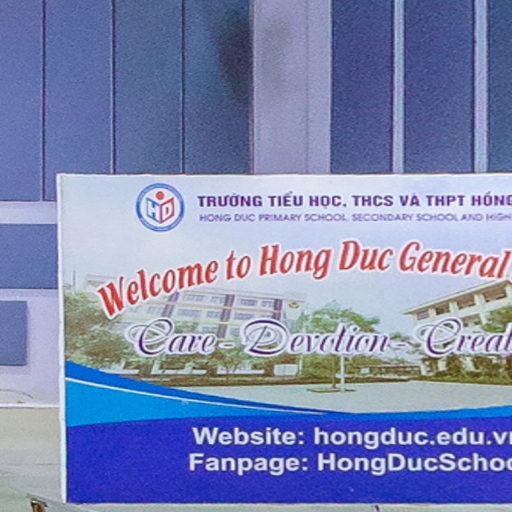 HD
TRƯỜNG TIỂU HỌC, THCS VÀ THPT HỒNG
HONG DUC PRIMARY SCHOOL, SECONDARY SCHOOL AND HIGH
Welcome to Hong Duc General
Care - Devotion - Creat
Website: hongduc.edu.vn
Fanpage: HongDucSchoo